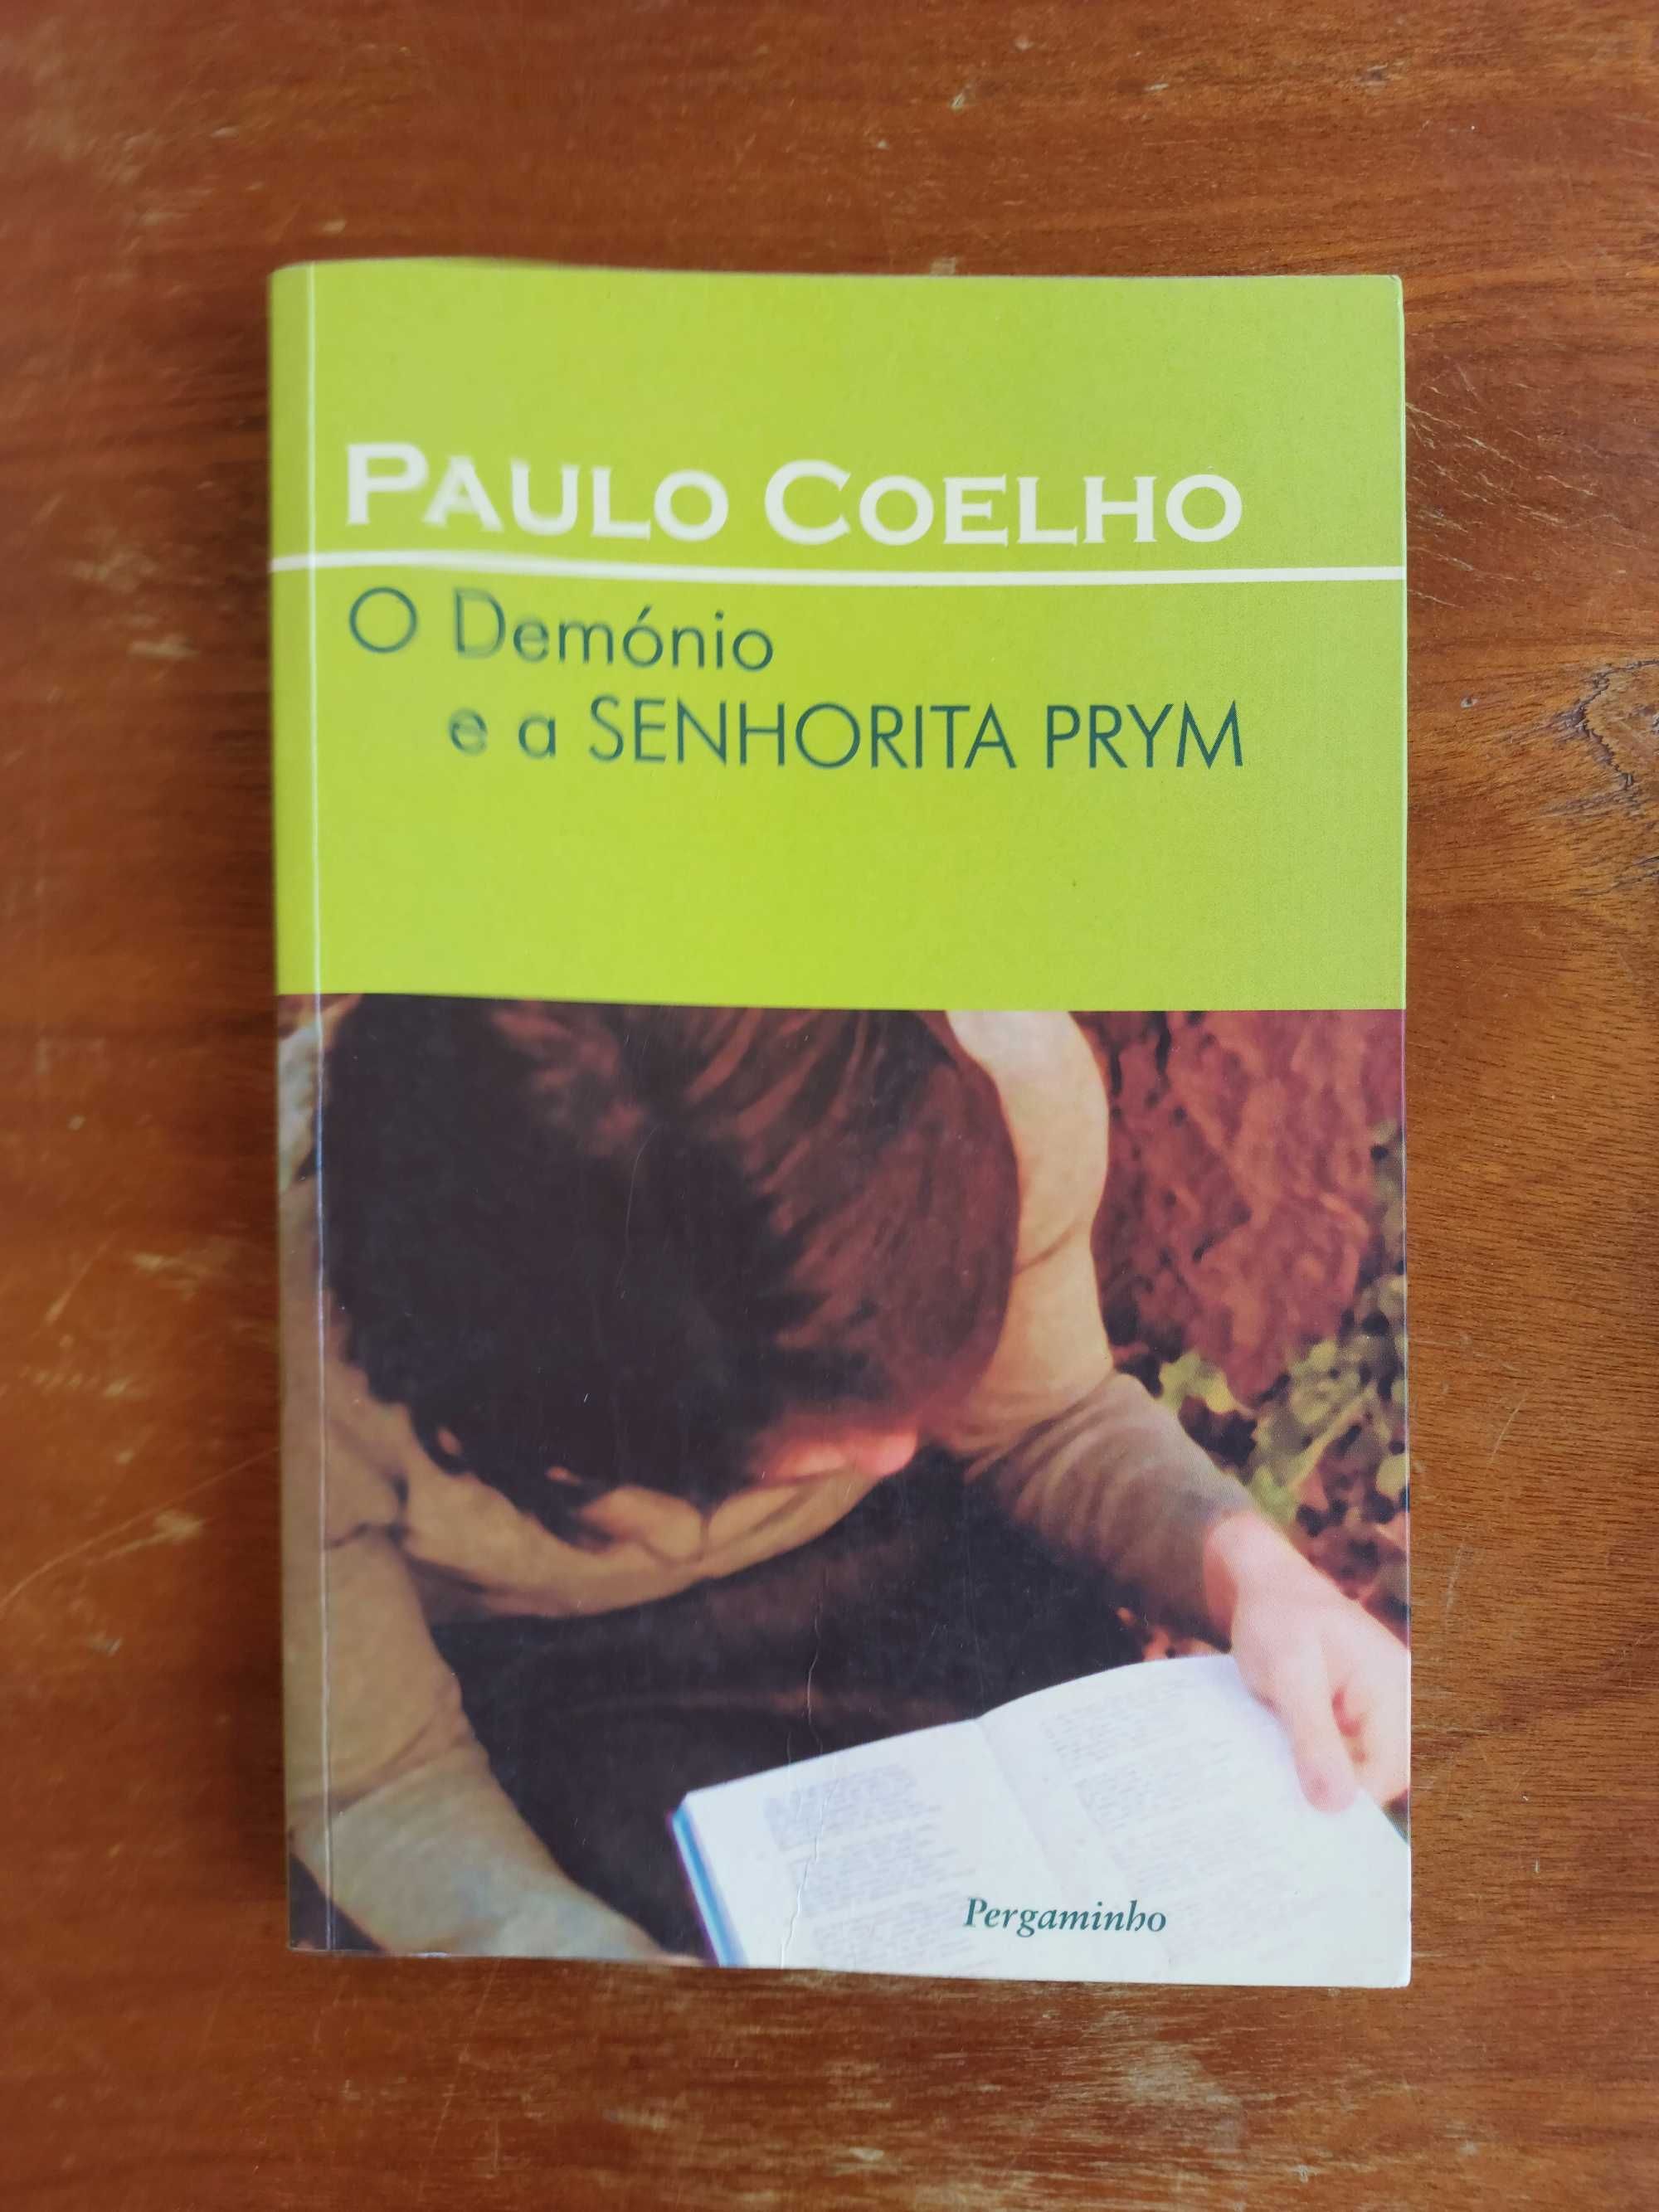 PAULO COELHO
O Demónio
e a SENHORITA PRYM
Pergaminho